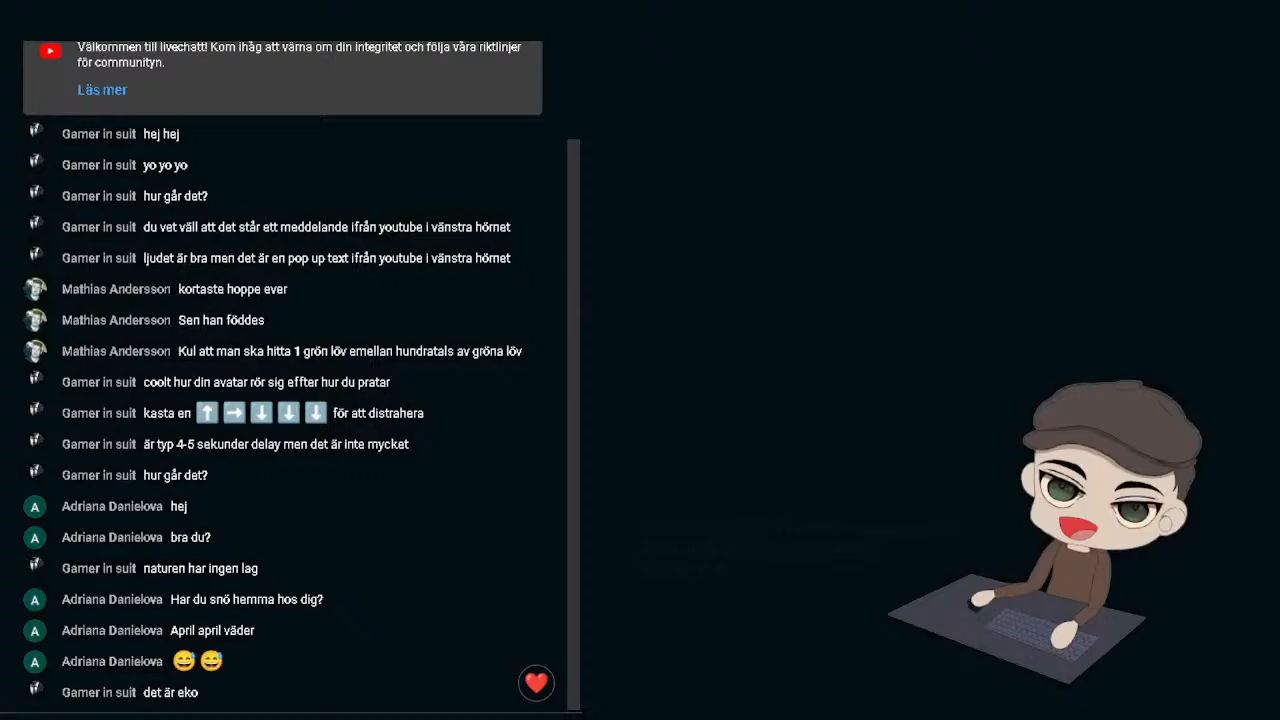 Välkommen till livechatt! Kom ihåg att värna om din integritet och följa våra riktlinjer
för communityn.
Läs mer
Gamer in suit hej hej
Gamer in suit yo yo yo
Gamer in suit hur går det?
Gamer in suit du vet väll att det står ett meddelande ifrån youtube i vänstra hörnet
Gamer in suit ljudet är bra men det är en pop up text ifrån youtube i vänstra hörnet
Mathias Andersson kortaste hoppe ever
Mathias Andersson Sen han föddes
Mathias Andersson Kul att man ska hitta 1 grön löv emellan hundratals av gröna löv
Gamer in suit coolt hur din avatar rör sig effter hur du pratar
Gamer in suit kasta en ⬆️➡️⬇️⬇️⬇️ för att distrahera
Gamer in suit är typ 4-5 sekunder delay men det är inte mycket
Gamer in suit hur går det?
A Adriana Danielova hej
A Adriana Danielova bra du?
Gamer in suit naturen har ingen lag
A Adriana Danielova Har du snö hemma hos dig?
A Adriana Danielova April april väder
A Adriana Danielova 😅😅
Gamer in suit det är eko